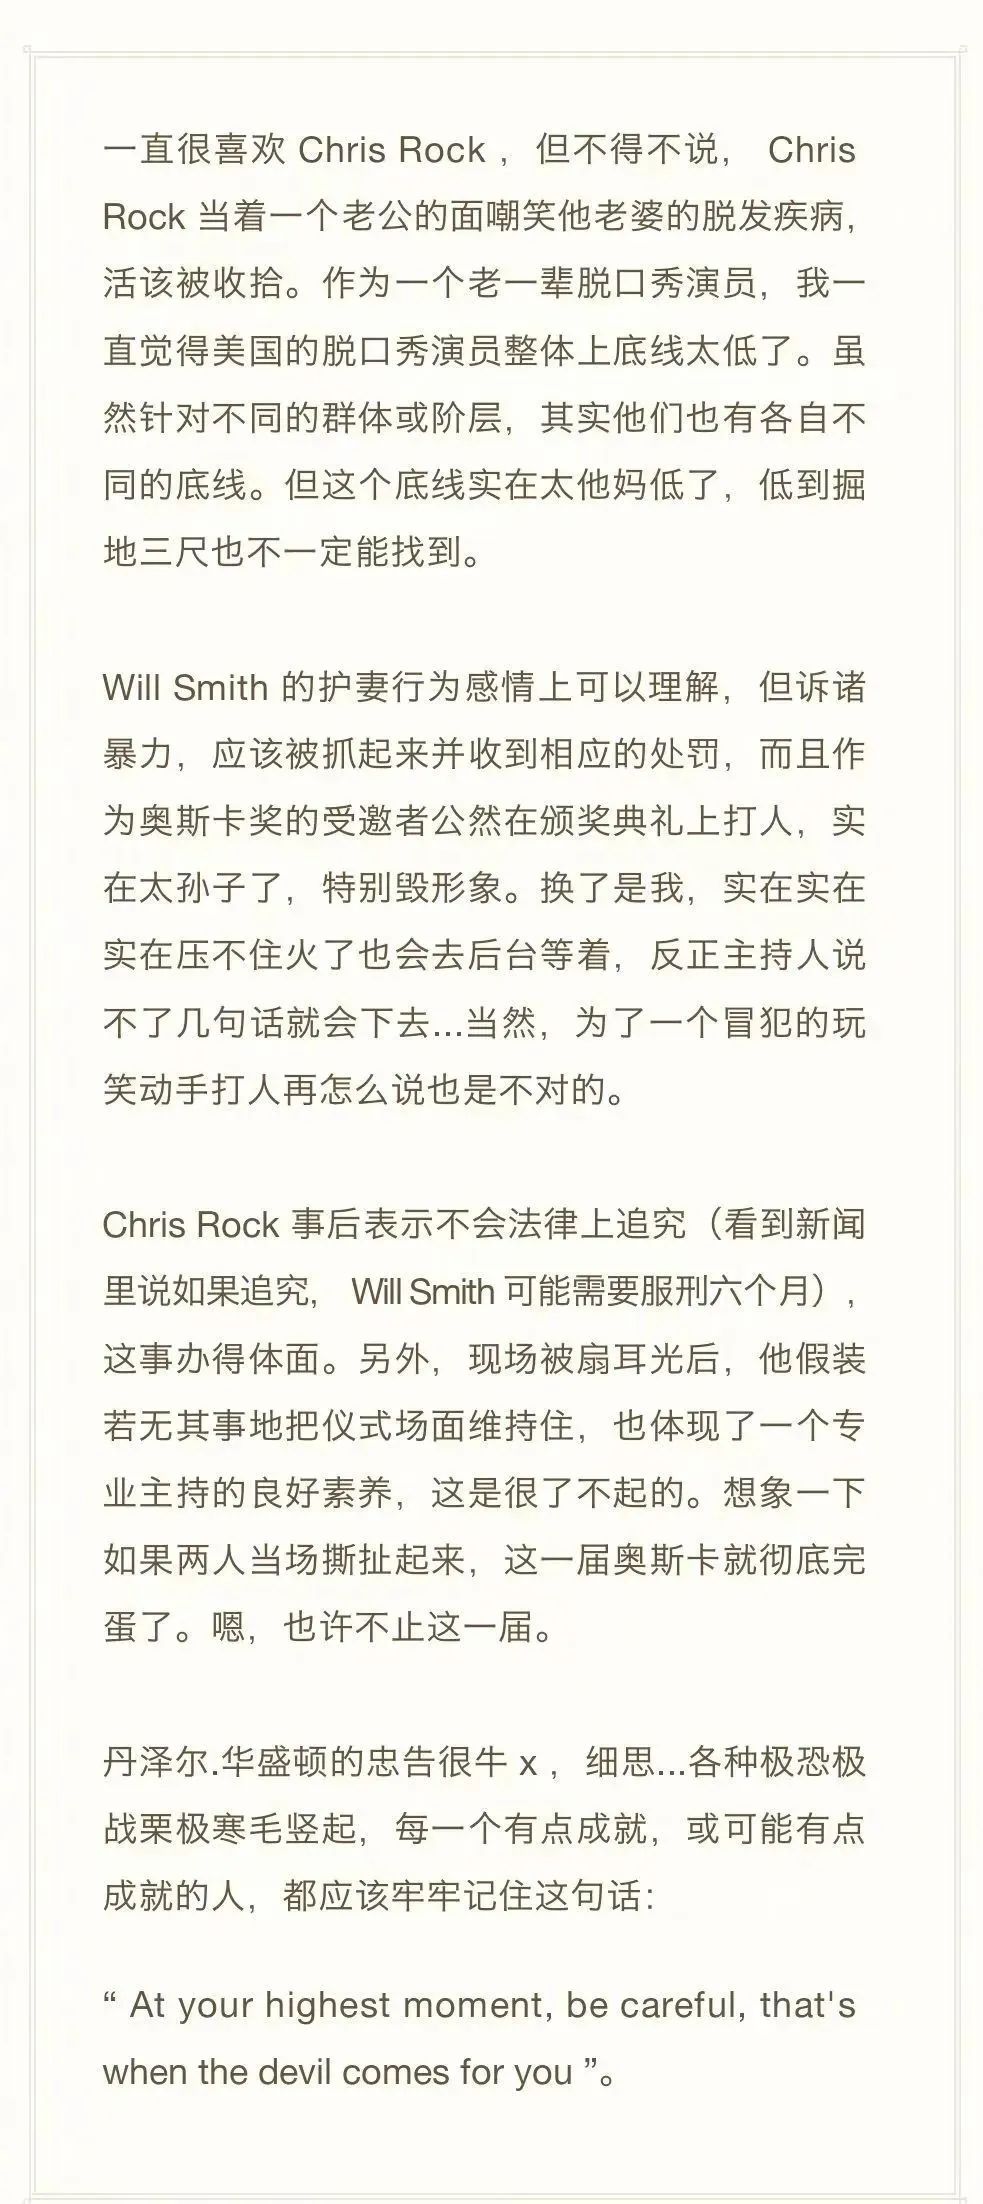 一直很喜欢 Chris Rock ，但不得不说， Chris
Rock 当着一个老公的面嘲笑他老婆的脱发疾病，
活该被收拾。作为一个老一辈脱口秀演员，我一
直觉得美国的脱口秀演员整体上底线太低了。虽
然针对不同的群体或阶层，其实他们也有各自不
同的底线。但这个底线实在太他妈低了，低到掘
地三尺也不一定能找到。
Will Smith 的护妻行为感情上可以理解，但诉诸
暴力，应该被抓起来并收到相应的处罚，而且作
为奥斯卡奖的受邀者公然在颁奖典礼上打人，实
在太孙子了，特别毁形象。换了是我，实在实在
实在压不住火了也会去后台等着，反正主持人说
不了几句话就会下去...当然，为了一个冒犯的玩
笑动手打人再怎么说也是不对的。
Chris Rock 事后表示不会法律上追究（看到新闻
里说如果追究， Will Smith 可能需要服刑六个月），
这事办得体面。另外，现场被扇耳光后，他假装
若无其事地把仪式场面维持住，也体现了一个专
业主持的良好素养，这是很了不起的。想象一下
如果两人当场撕扯起来，这一届奥斯卡就彻底完
蛋了。嗯，也许不止这一届。
丹泽尔.华盛顿的忠告很牛 x ，细思...各种极恐极
战栗极寒毛竖起，每一个有点成就，或可能有点
成就的人，都应该牢牢记住这句话：
“ At your highest moment, be careful, that's
when the devil comes for you ”。